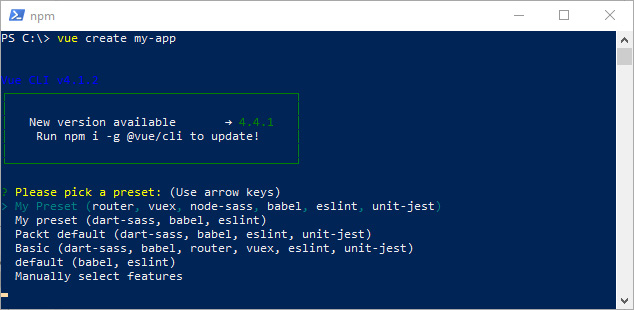 npm
PS C:\> vue create my-app
Vue CLI v4.1.2
New version available → 4.4.1
Run npm i -g @vue/cli to update!
? Please pick a preset: (Use arrow keys)
> My Preset (router, vuex, node-sass, babel, eslint, unit-jest)
My preset (dart-sass, babel, eslint)
Packt default (dart-sass, babel, eslint, unit-jest)
Basic (dart-sass, babel, router, vuex, eslint, unit-jest)
default (babel, eslint)
Manually select features